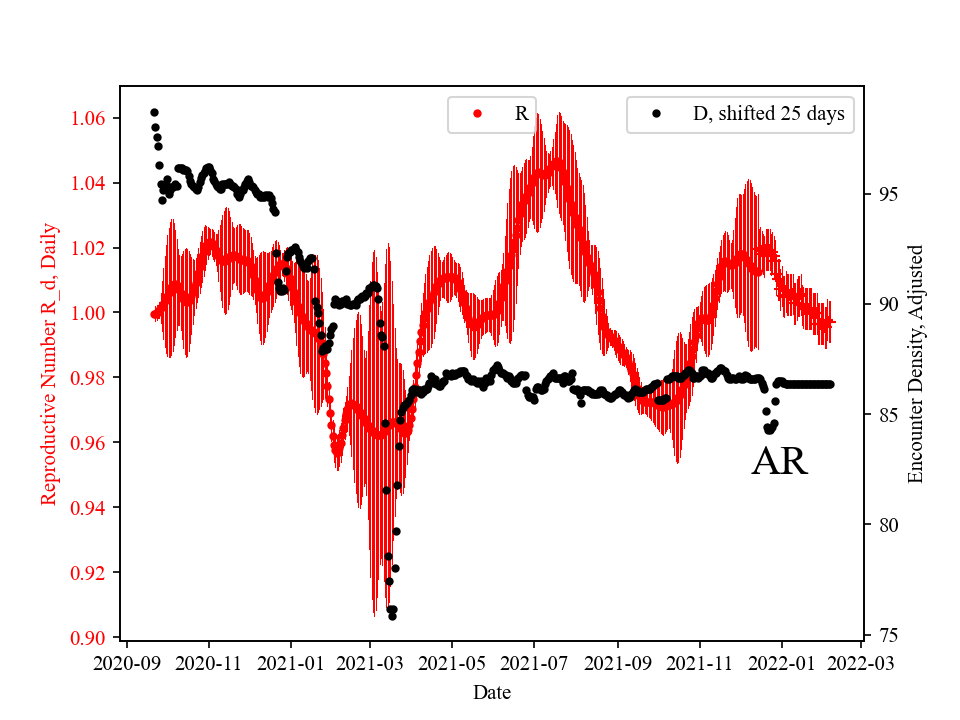 R
D, shifted 25 days
1.06
1.04
1.02
1.00
0.98
0.96
0.94
0.92
0.90
Reproductive Number R_d, Daily
95
90
85
80
75
Encounter Density, Adjusted
AR
2020-09 2020-11 2021-01 2021-03 2021-05 2021-07 2021-09 2021-11 2022-01 2022-03
Date